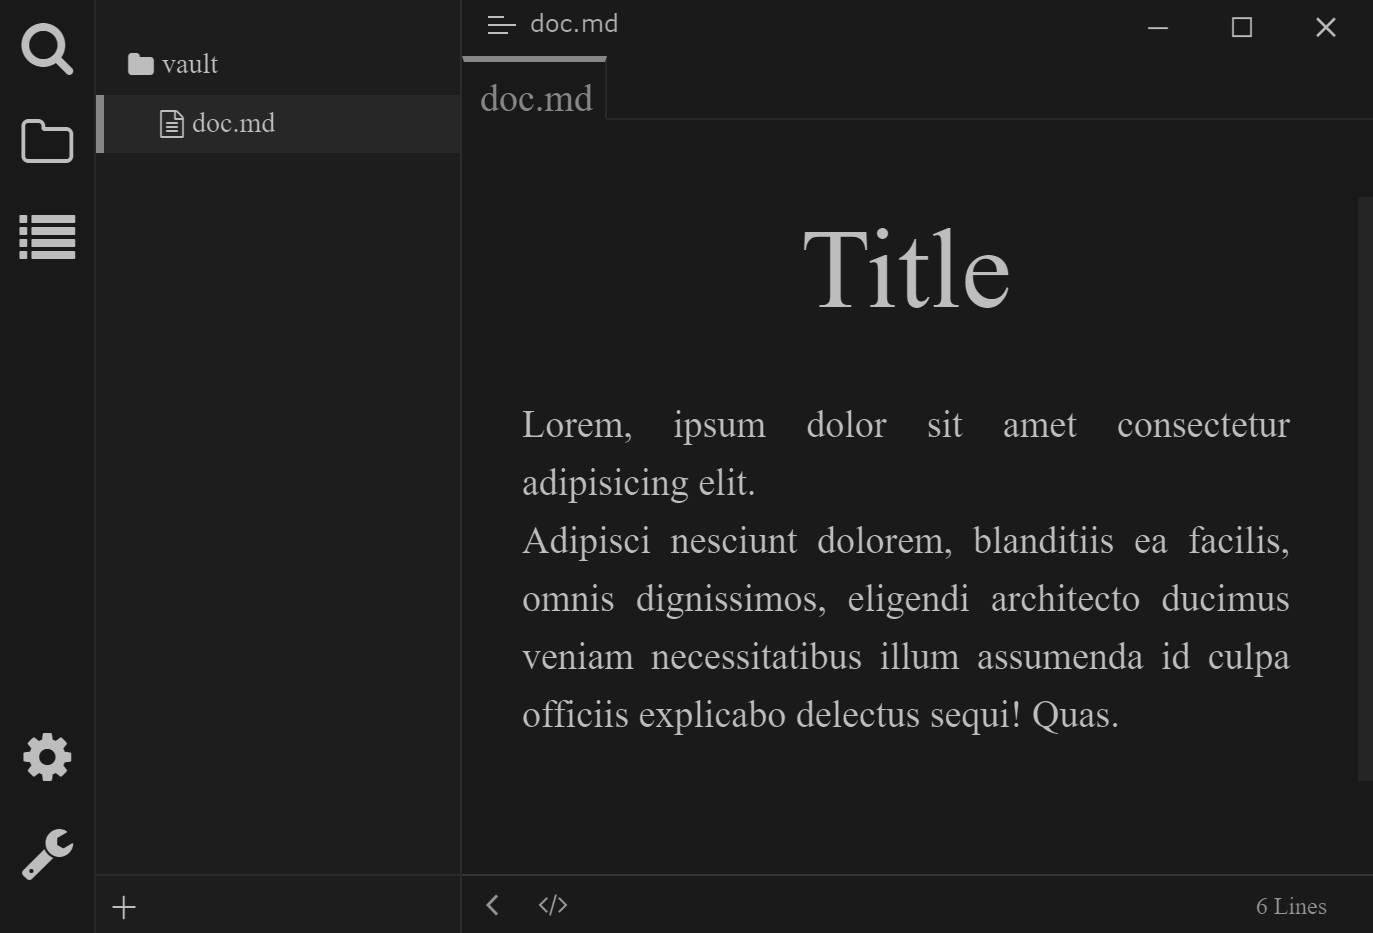 vault
doc.md
doc.md
doc.md
Title
Lorem, ipsum dolor sit amet consectetur
adipisicing elit.
Adipisci nesciunt dolorem, blanditiis ea facilis,
omnis dignissimos, eligendi architecto ducimus
veniam necessitatibus illum assumenda id culpa
officiis explicabo delectus sequi! Quas.
6 Lines